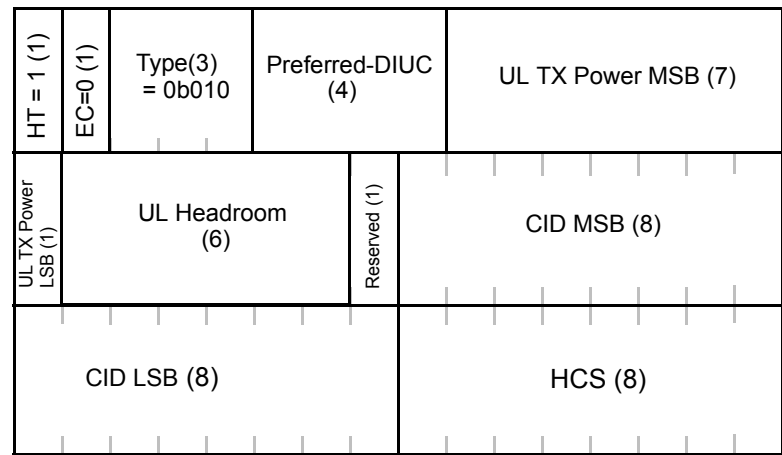 HT = 1 (1)
EC=0 (1)
Type(3)
= 0b010
Preferred-DIUC
(4)
UL TX Power MSB (7)
UL TX Power
LSB (1)
UL Headroom
(6)
Reserved (1)
CID MSB (8)
CID LSB (8)
HCS (8)